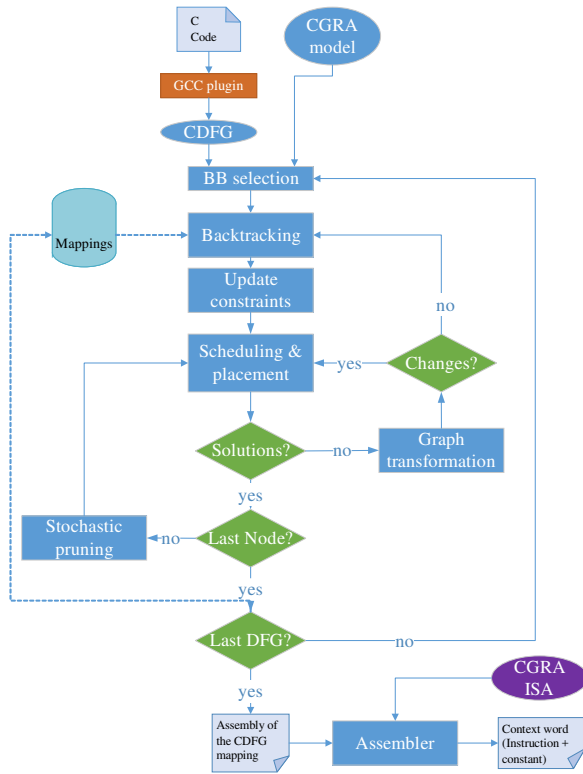 C
Code
CGRA
model
GCC plugin
CDFG
BB selection
Mappings
Backtracking
Update
constraints
no
Scheduling &
placement
yes
Changes?
Solutions?
no
Graph
transformation
yes
Stochastic
pruning
no
Last Node?
yes
Last DFG?
no
yes
CGRA
ISA
Assembly of
the CDFG
mapping
Assembler
Context word
(Instruction +
constant)